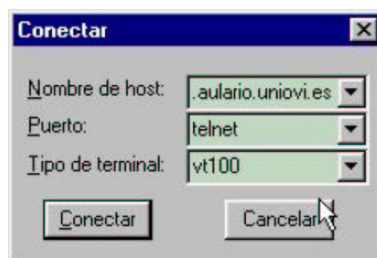 Conectar
Nombre de host: .aulario.uniovi.es
Puerto: telnet
Tipo de terminal: vt100
Conectar Cancelar